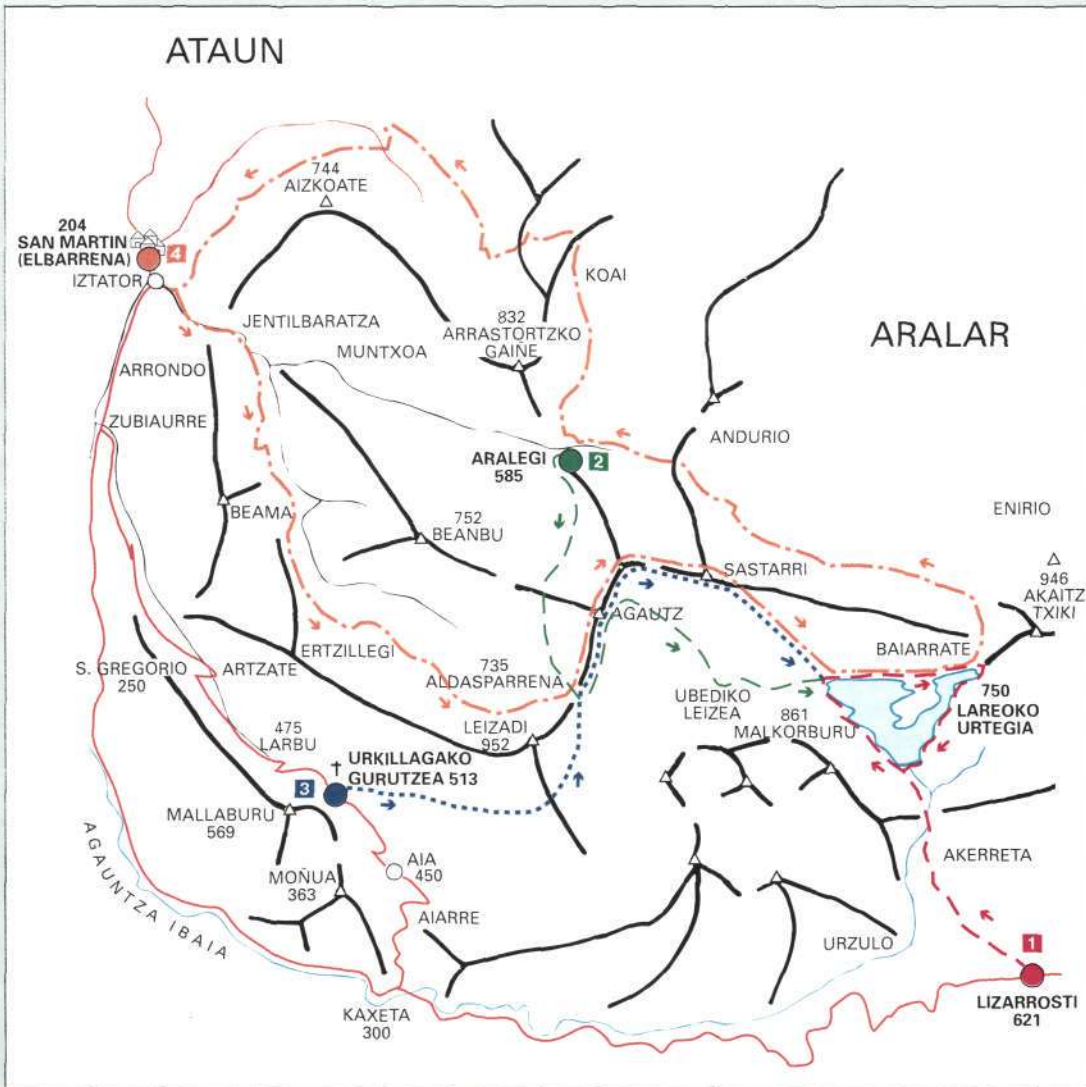 ATAUN
744
AIZKOATE
204
SAN MARTIN
(ELBARRENA)
4
IZTATOR
KOAI
JENTILBARATZA
832
ARRASTORTZKO
GAIÑE
MUNTXOA
ARALAR
ARRONDO
ZUBIAURRE
ANDURIO
ARALEGI
585
2
ENIRIO
BEAMA
752
BEANBU
SASTARRI
946
AKAITZ
TXIKI
AGAUTZ
ERTZILLEGI
BAIARRATE
S. GREGORIO
250
ARTZATE
735
ALDASPARRENA
UBEDIKO
LEIZEA
750
LAREOKO
URTEGIA
475
LARBU
LEIZADI
952
861
MALKORBURU
URKILLAGAKO
GURUTZEA 513
3
MALLABURU
569
AIA
450
MOÑUA
363
AKERRETA
AGAUNTZA IBAIA
AIARRE
URZULO
1
LIZARROSTI
621
KAXETA
300